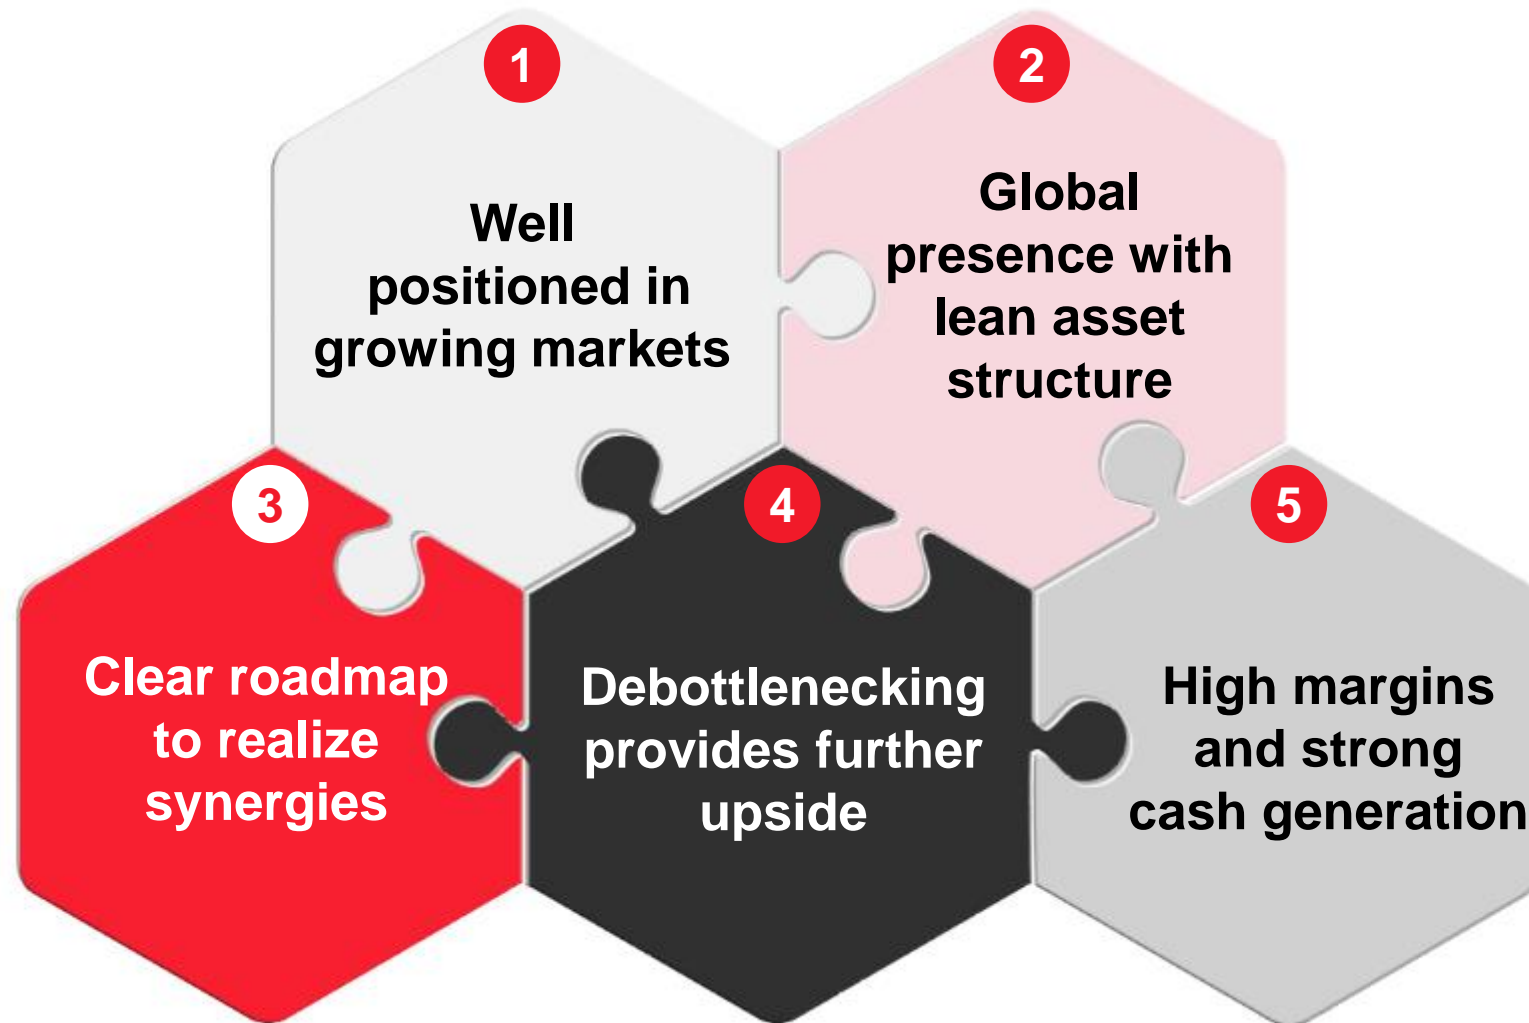 1
Well
positioned in
growing markets
2
Global
presence with
lean asset
structure
3
Clear roadmap
to realize
synergies
4
Debottlenecking
provides further
upside
5
High margins
and strong
cash generation